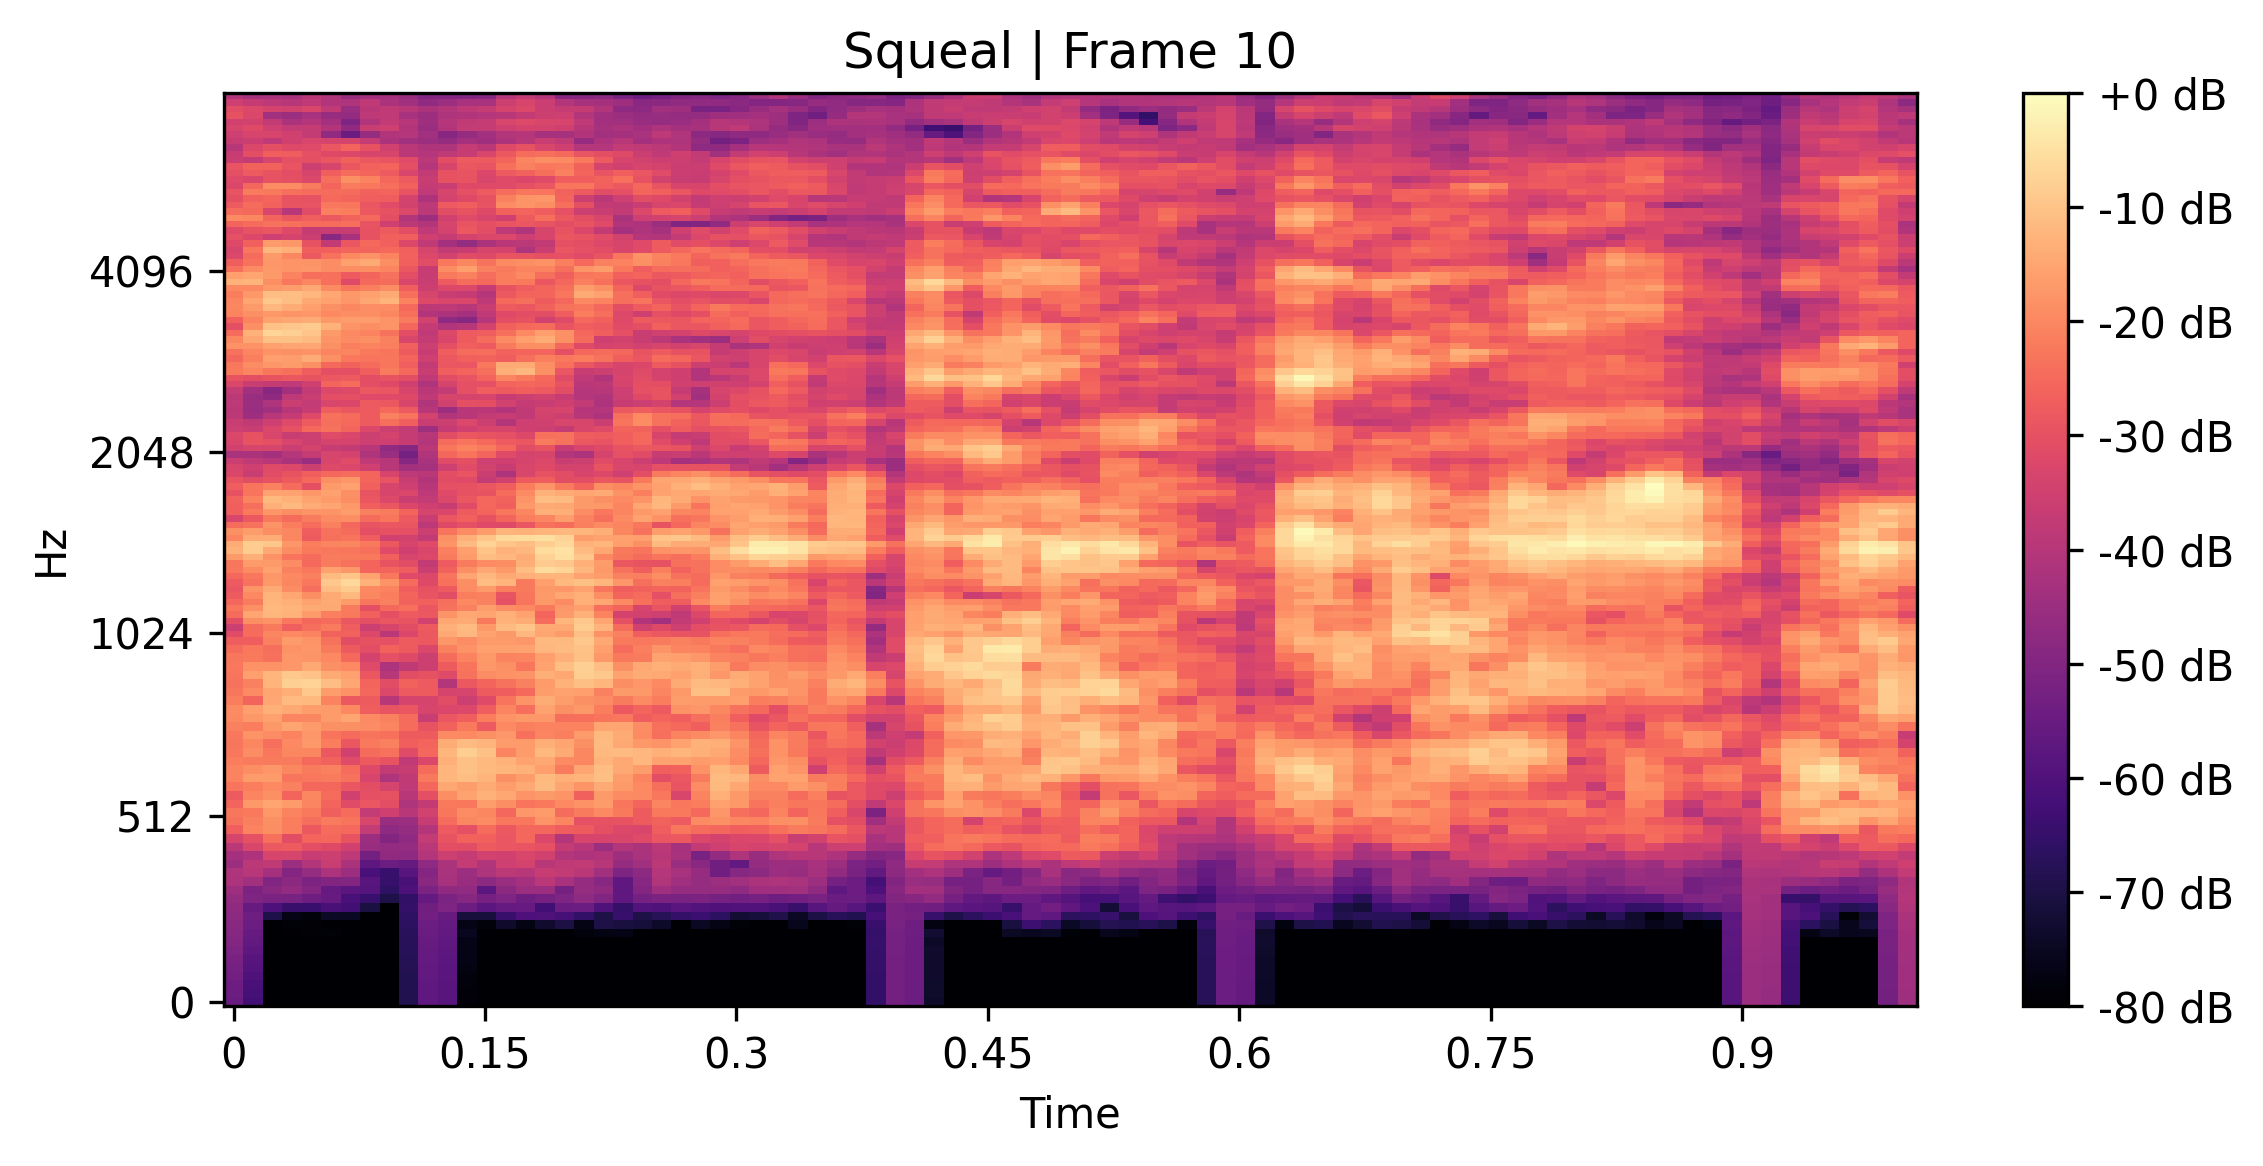 Squeal | Frame 10
+0 dB
-10 dB
-20 dB
-30 dB
-40 dB
-50 dB
-60 dB
-70 dB
-80 dB
Hz
4096
2048
1024
512
0
0 0.15 0.3 0.45 0.6 0.75 0.9
Time